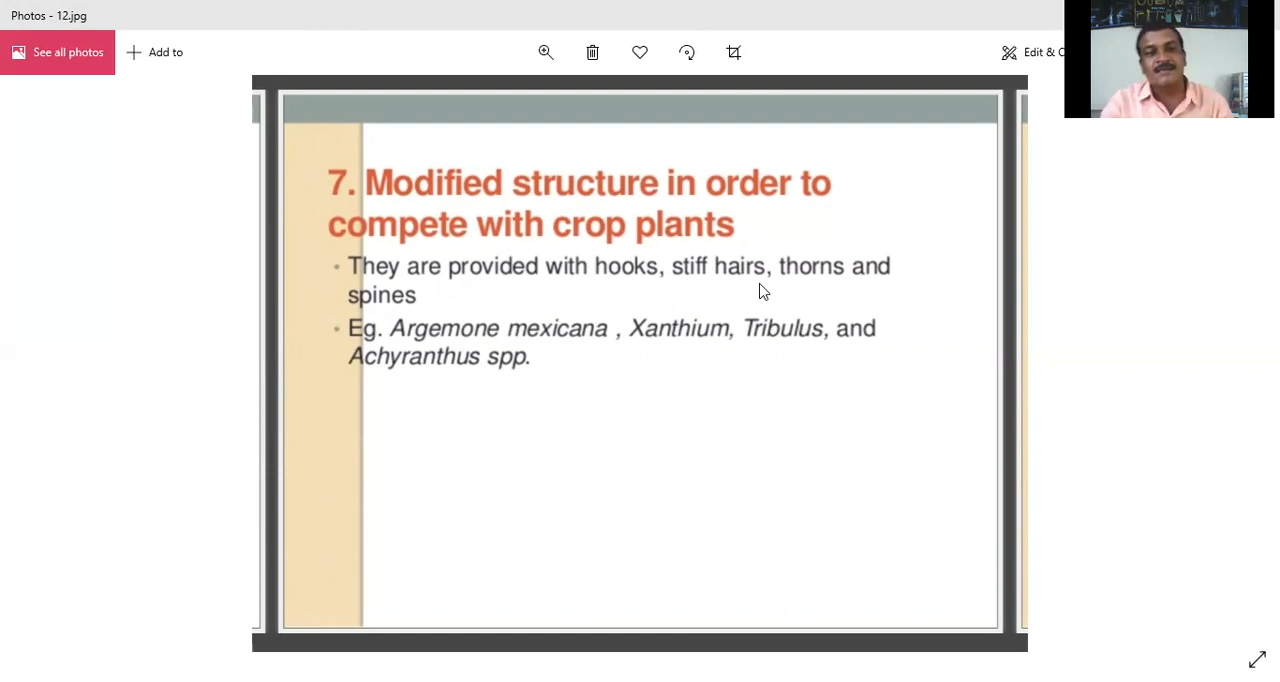 Photos - 12.jpg
See all photos
Add to
Edit & C
7. Modified structure in order to
compete with crop plants
• They are provided with hooks, stiff hairs, thorns and
spines
• Eg. Argemone mexicana , Xanthium, Tribulus, and
Achyranthus spp.